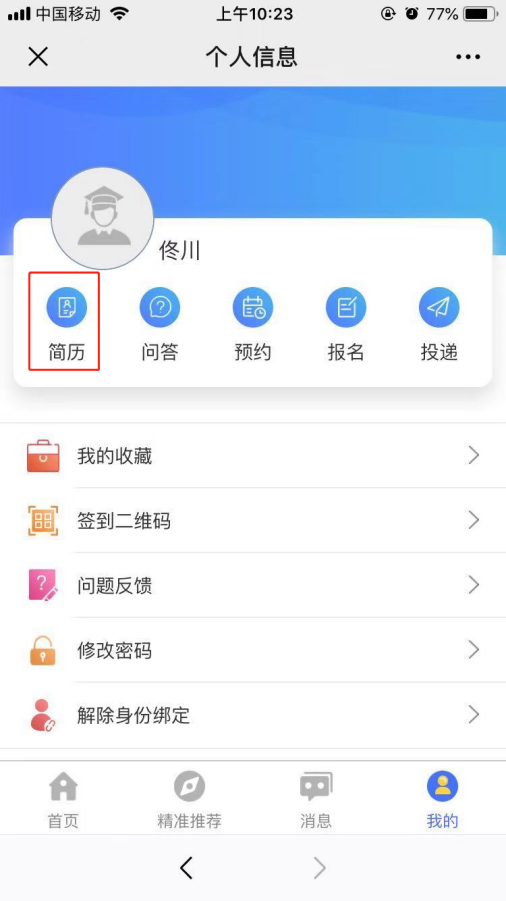 中国移动 上午10:23 77%
个人信息
佟川
简历 问答 预约 报名 投递
我的收藏
签到二维码
问题反馈
修改密码
解除身份绑定
首页 精准推荐 消息 我的